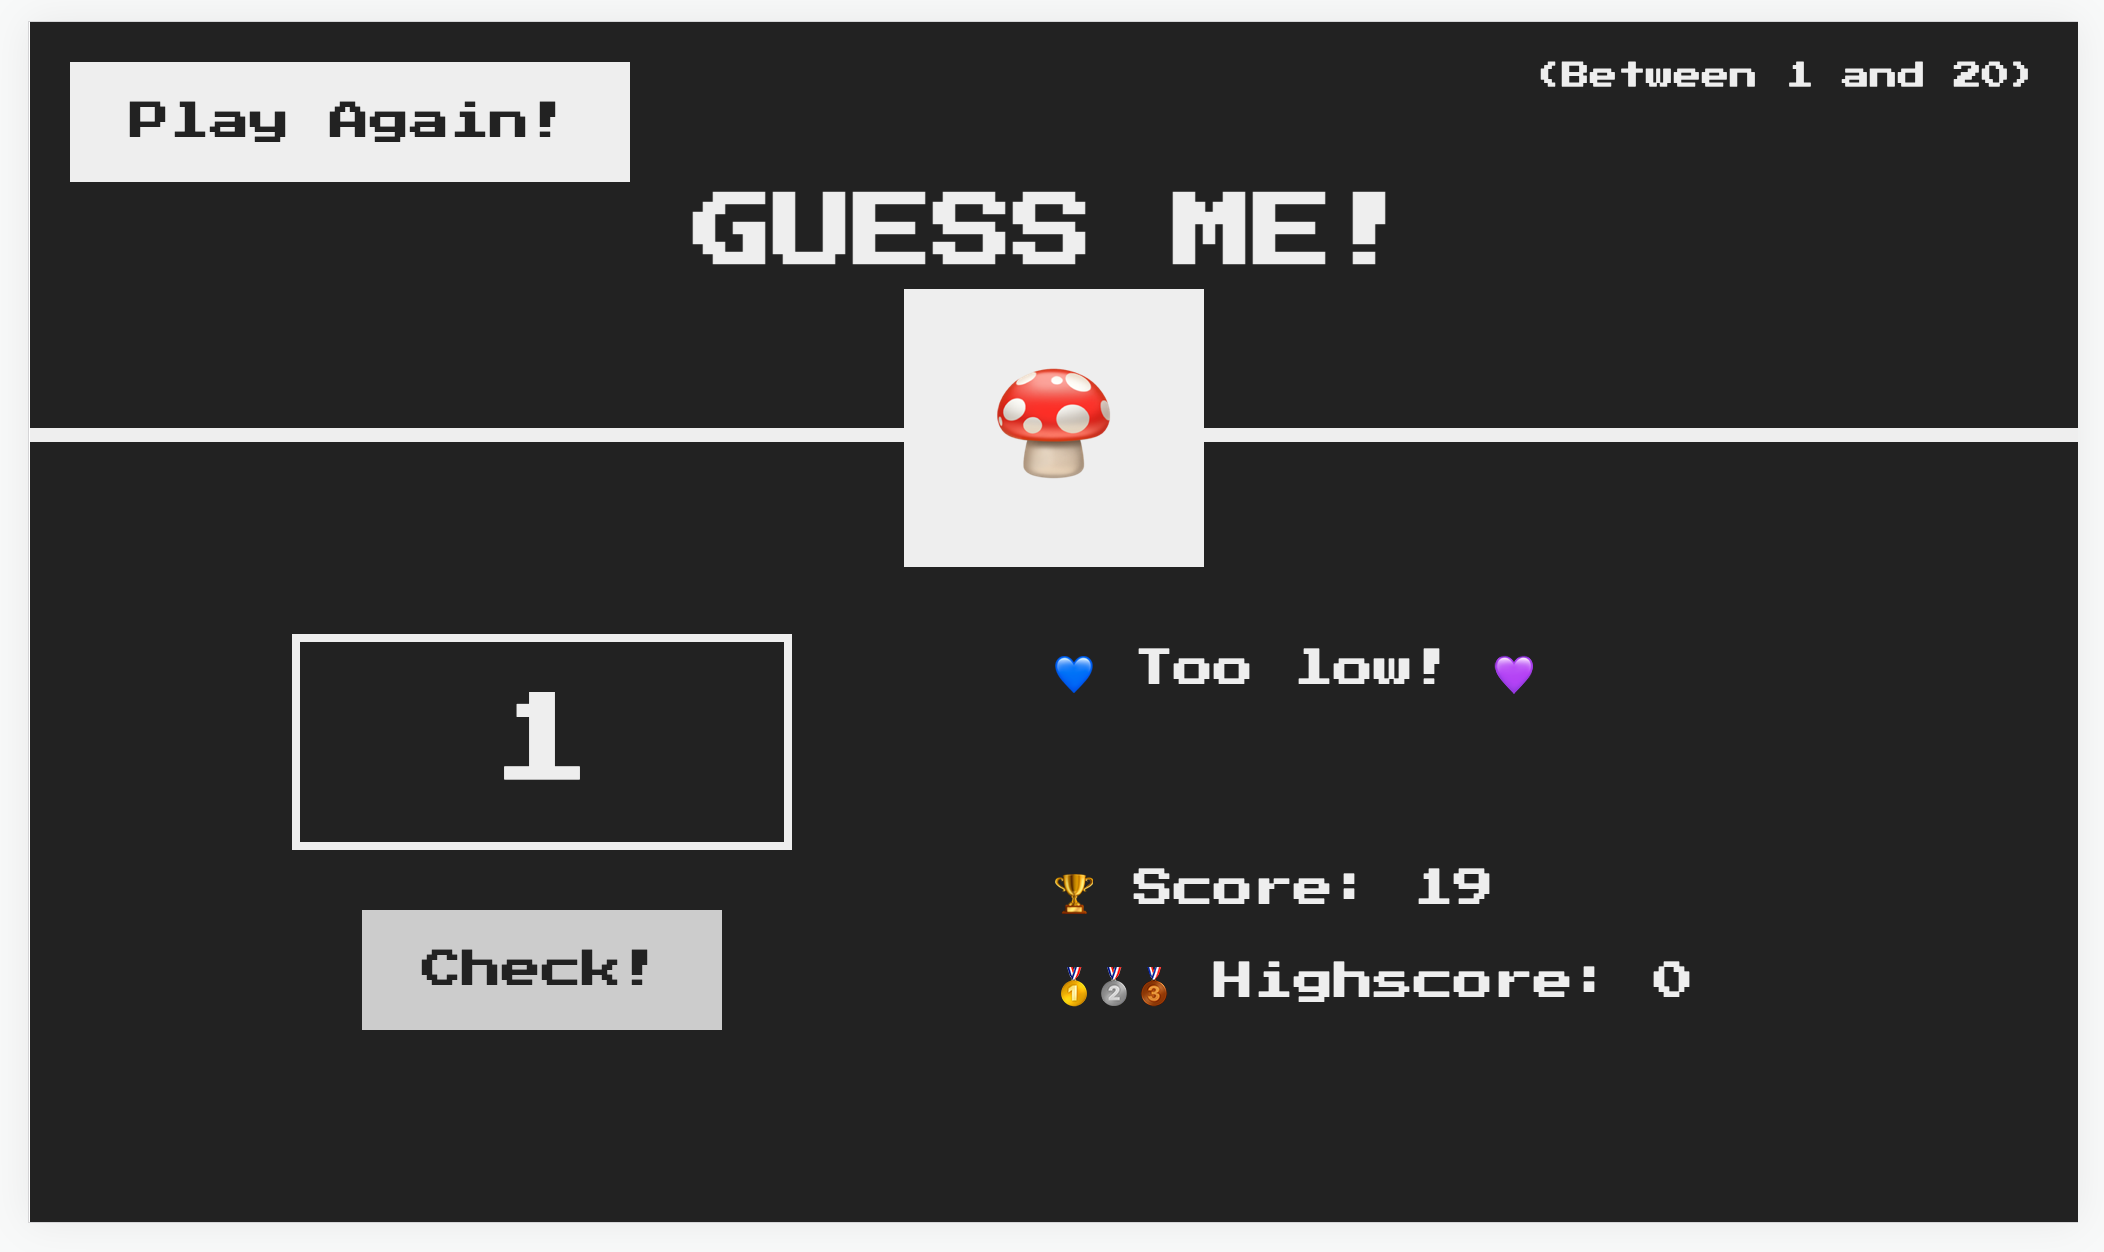 Play Again!
(Between 1 and 20)
GUESS ME!
1
Check!
💙 Too low! 💜
🏆 Score: 19
🥇🥈🥉 Highscore: 0